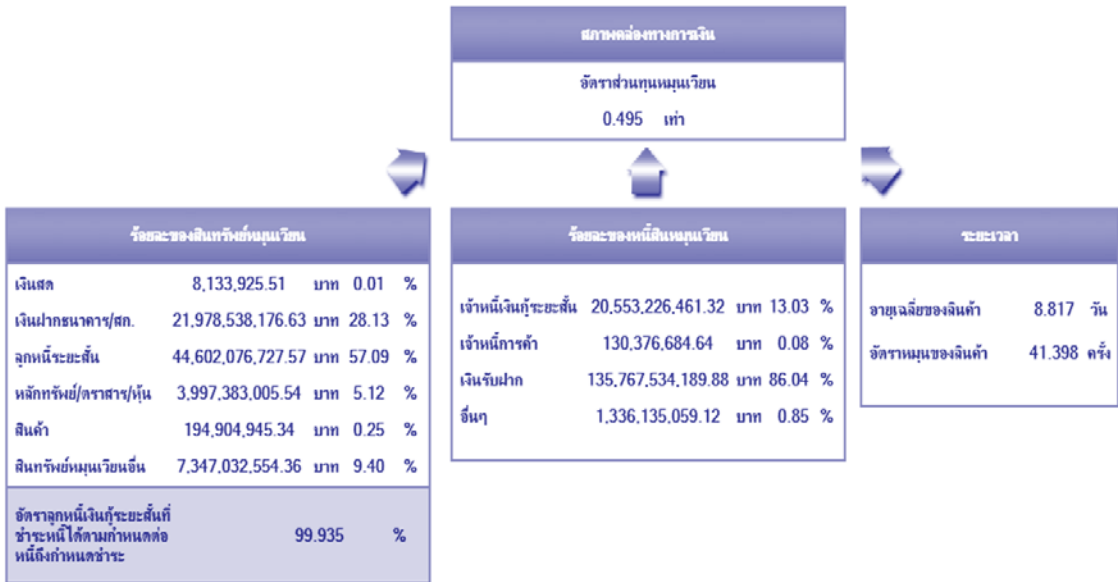 สภาพคล่องทางการเงิน
อัตราส่วนทุนหมุนเวียน
0.495 เท่า
ร้อยละของสินทรัพย์หมุนเวียน
เงินสด 8,133,925.51 บาท 0.01 %
เงินฝากธนาคาร/สก. 21,978,538,176.63 บาท 28.13 %
ลูกหนี้ระยะสั้น 44,602,076,727.57 บาท 57.09 %
หลักทรัพย์/ตราสาร/หุ้น 3,997,383,005.54 บาท 5.12 %
สินค้า 194,904,945.34 บาท 0.25 %
สินทรัพย์หมุนเวียนอื่น 7,347,032,554.36 บาท 9.40 %
อัตราลูกหนี้เงินกู้ระยะสั้นที่
ชำระหนี้ได้ตามกำหนดต่อ
หนี้ถึงกำหนดชำระ
99.935 %
ร้อยละของหนี้สินหมุนเวียน
เจ้าหนี้เงินกู้ระยะสั้น 20,553,226,461.32 บาท 13.03 %
เจ้าหนี้การค้า 130,376,684.64 บาท 0.08 %
เงินรับฝาก 135,767,534,189.88 บาท 86.04 %
อื่นๆ 1,336,135,059.12 บาท 0.85 %
ระยะเวลา
อายุเฉลี่ยของสินค้า 8.817 วัน
อัตราหมุนของสินค้า 41.398 ครั้ง